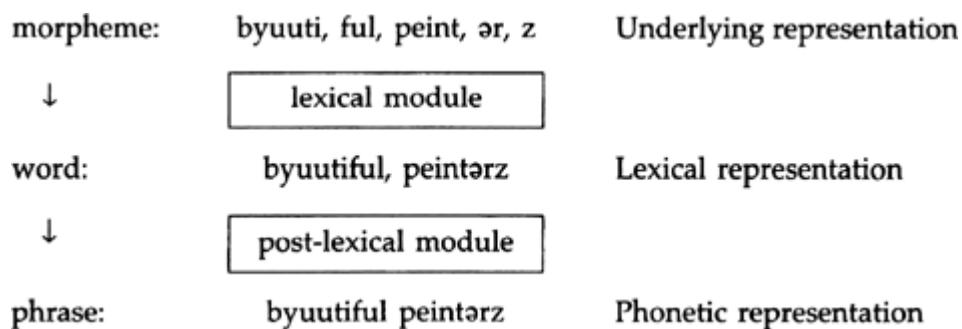 morpheme: byuuti, ful, peint, ər, z Underlying representation
↓ lexical module
word: byuutiful, peintərz Lexical representation
↓ post-lexical module
phrase: byuutiful peintərz Phonetic representation